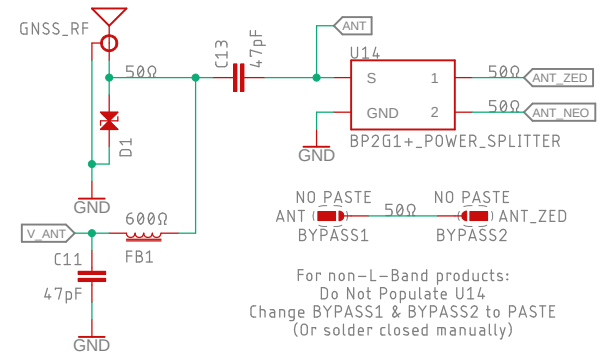 GNSS_RF
50Ω
C13
47pF
ANT
U14
S
1
50Ω
ANT_ZED
GND
2
50Ω
ANT_NEO
BP2G1+_POWER_SPLITTER
GND
D1
GND
V_ANT
600Ω
FB1
C11
47pF
GND
NO PASTE
NO PASTE
ANT
50Ω
ANT_ZED
BYPASS1
BYPASS2
For non-L-Band products:
Do Not Populate U14
Change BYPASS1 & BYPASS2 to PASTE
(Or solder closed manually)